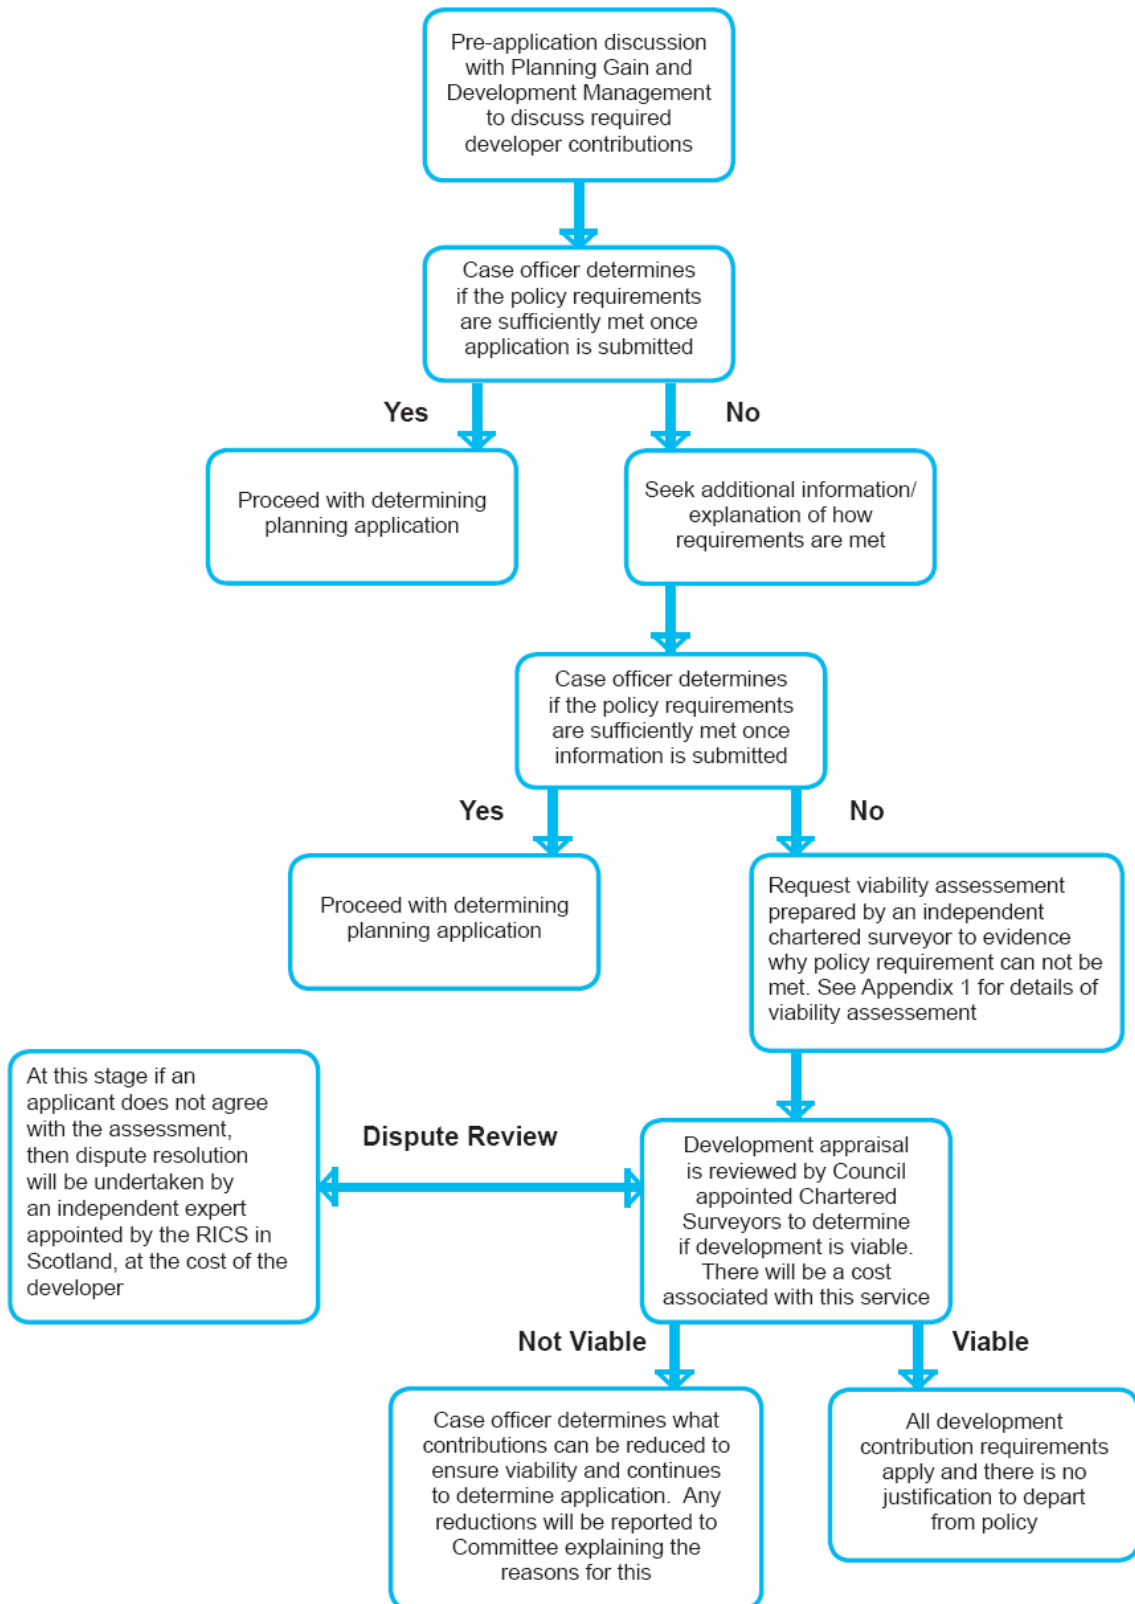 Pre-application discussion
with Planning Gain and
Development Management
to discuss required
developer contributions
Case officer determines
if the policy requirements
are sufficiently met once
application is submitted
Yes
No
Proceed with determining
planning application
Seek additional information/
explanation of how
requirements are met
Case officer determines
if the policy requirements
are sufficiently met once
information is submitted
Yes
No
Proceed with determining
planning application
Request viability assessement
prepared by an independent
chartered surveyor to evidence
why policy requirement can not be
met. See Appendix 1 for details of
viability assessment
At this stage if an
applicant does not agree
with the assessment,
then dispute resolution
will be undertaken by
an independent expert
appointed by the RICS in
Scotland, at the cost of the
developer
Dispute Review
Development appraisal
is reviewed by Council
appointed Chartered
Surveyors to determine
if development is viable.
There will be a cost
associated with this service
Not Viable
Viable
Case officer determines what
contributions can be reduced to
ensure viability and continues
to determine application.  Any
reductions will be reported to
Committee explaining the
reasons for this
All development
contribution requirements
apply and there is no
justification to depart
from policy